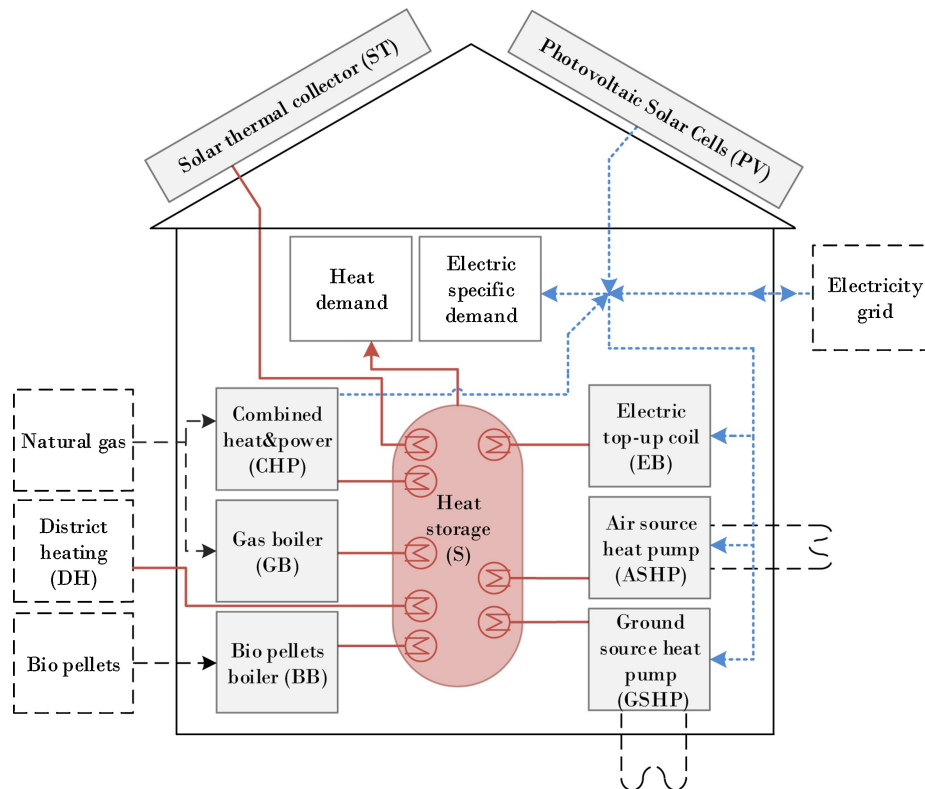 Solar thermal collector (ST)
Photovoltaic Solar Cells (PV)
Heat
demand
Electric
specific
demand
Electricity
grid
Natural gas
Combined
heat&power
(CHP)
Electric
top-up coil
(EB)
District
heating
(DH)
Gas boiler
(GB)
Heat
storage
(S)
Air source
heat pump
(ASHP)
Bio pellets
Bio pellets
boiler (BB)
Ground
source heat
pump
(GSHP)